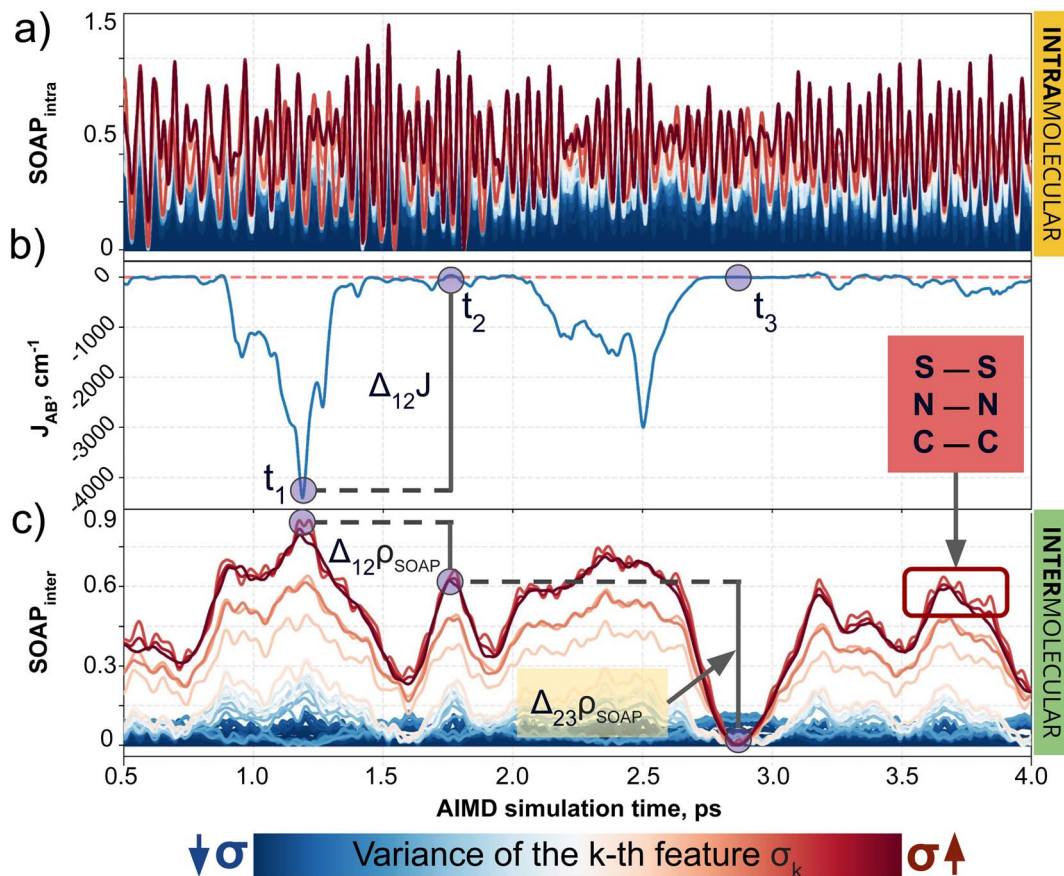 a)
1.5
0.5
0
SOAPintra
INTRAMOLECULAR
b)
0
-1000
-2000
-3000
-4000
JAB, cm-1
t1
t2
t3
Δ12J
S — S
N — N
C — C
c)
0.9
0.6
0.3
0
SOAPinter
Δ12ρSOAP
Δ23ρSOAP
INTERMOLECULAR
0.5 1.0 1.5 2.0 2.5 3.0 3.5 4.0
AIMD simulation time, ps
σ Variance of the k-th feature σk σ